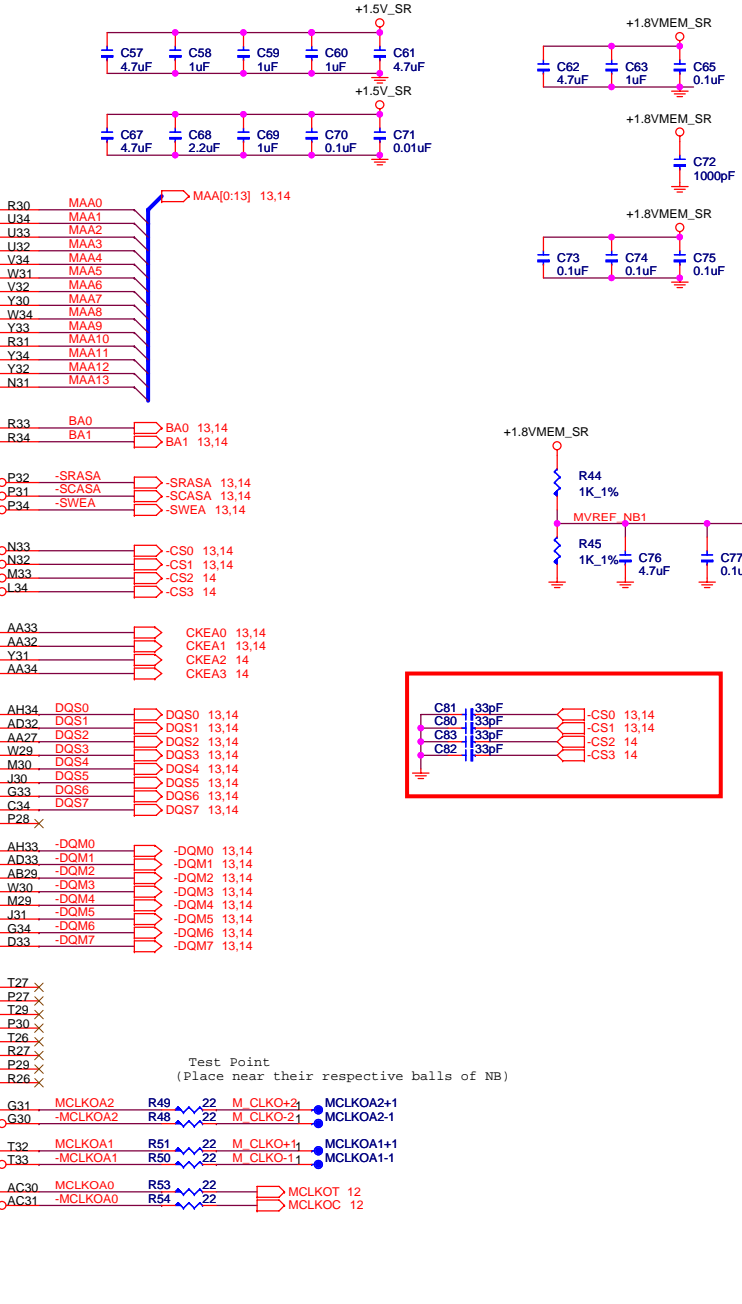 +1.5V_SR
C57 C58 C59 C60 C61
4.7uF 1uF 1uF 1uF 4.7uF
+1.8VMEM_SR
C62 C63 C65
4.7uF 1uF 0.1uF
+1.5V_SR
C67 C68 C69 C70 C71
4.7uF 2.2uF 1uF 0.1uF 0.01uF
+1.8VMEM_SR
C72
1000pF
+1.8VMEM_SR
C73 C74 C75
0.1uF 0.1uF 0.1uF
MAA[0:13] 13,14
R30 MAA0
U34 MAA1
U33 MAA2
U32 MAA3
V34 MAA4
W31 MAA5
V32 MAA6
Y30 MAA7
W34 MAA8
Y33 MAA9
R31 MAA10
Y34 MAA11
Y32 MAA12
N31 MAA13
R33 BA0 BA0 13,14
R34 BA1 BA1 13,14
P32 -SRASA -SRASA 13,14
P31 -SCASA -SCASA 13,14
P34 -SWEA -SWEA 13,14
N33 -CS0 13,14
N32 -CS1 13,14
M33 -CS2 14
L34 -CS3 14
+1.8VMEM_SR
R44
1K_1%
MVREF_NB1
R45
1K_1%
C76
4.7uF
C77
AA33 CKEA0 13,14
AA32 CKEA1 13,14
Y31 CKEA2 14
AA34 CKEA3 14
AH34 DQS0 DQS0 13,14
AD32 DQS1 DQS1 13,14
AA27 DQS2 DQS2 13,14
W29 DQS3 DQS3 13,14
M30 DQS4 DQS4 13,14
J30 DQS5 DQS5 13,14
G33 DQS6 DQS6 13,14
C34 DQS7 DQS7 13,14
P28
C81 33pF -CS0 13,14
C80 33pF -CS1 13,14
C83 33pF -CS2 14
C82 33pF -CS3 14
AH33 -DQM0 -DQM0 13,14
AD33 -DQM1 -DQM1 13,14
AB29 -DQM2 -DQM2 13,14
W30 -DQM3 -DQM3 13,14
M29 -DQM4 -DQM4 13,14
J31 -DQM5 -DQM5 13,14
G34 -DQM6 -DQM6 13,14
D33 -DQM7 -DQM7 13,14
T27
P27
T29
P30
T26
R27
P29
R26
Test Point
(Place near their respective balls of NB)
G31 MCLKOA2 R49 22 M_CLKO+2 1 MCLKOA2+1
G30 -MCLKOA2 R48 22 M_CLKO-2 1 MCLKOA2-1
T32 MCLKOA1 R51 22 M_CLKO+1 1 MCLKOA1+1
T33 -MCLKOA1 R50 22 M_CLKO-1 1 MCLKOA1-1
AC30 MCLKOA0 R53 22 MCLKOT 12
AC31 -MCLKOA0 R54 22 MCLKOC 12